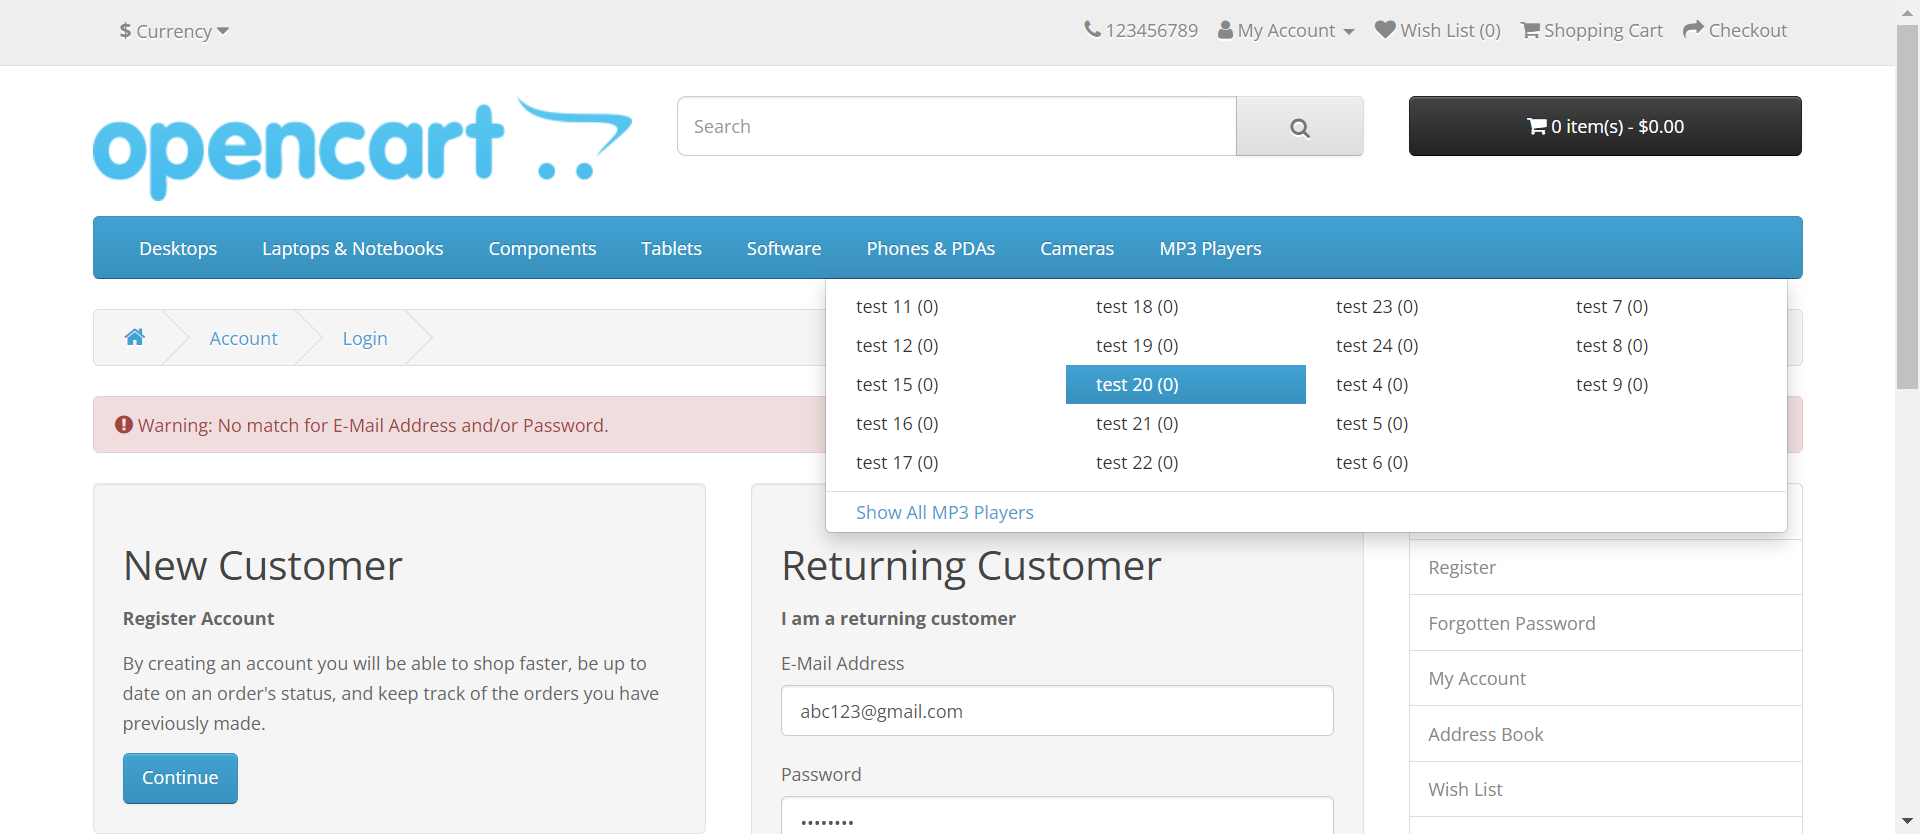 $ Currency
123456789 My Account Wish List (0) Shopping Cart Checkout
opencart
Search
0 item(s) - $0.00
Desktops Laptops & Notebooks Components Tablets Software Phones & PDAs Cameras MP3 Players
test 11 (0) test 18 (0) test 23 (0) test 7 (0)
test 12 (0) test 19 (0) test 24 (0) test 8 (0)
test 15 (0) test 20 (0) test 4 (0) test 9 (0)
test 16 (0) test 21 (0) test 5 (0)
test 17 (0) test 22 (0) test 6 (0)
Show All MP3 Players
Account Login
Warning: No match for E-Mail Address and/or Password.
New Customer
Register Account
By creating an account you will be able to shop faster, be up to
date on an order's status, and keep track of the orders you have
previously made.
Continue
Returning Customer
I am a returning customer
E-Mail Address
abc123@gmail.com
Password
••••••••
Register
Forgotten Password
My Account
Address Book
Wish List